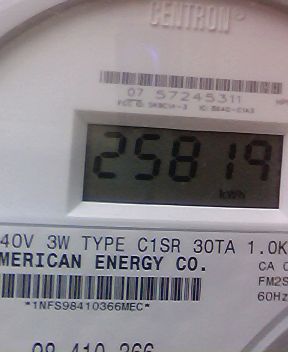 CENTRON®
07 57245311
25819
kWh
40V 3W TYPE C1SR 30TA 1.0K
MERICAN ENERGY CO.
CA 0
FM2S
60Hz
*1NFS98410366MEC*
98 410 366